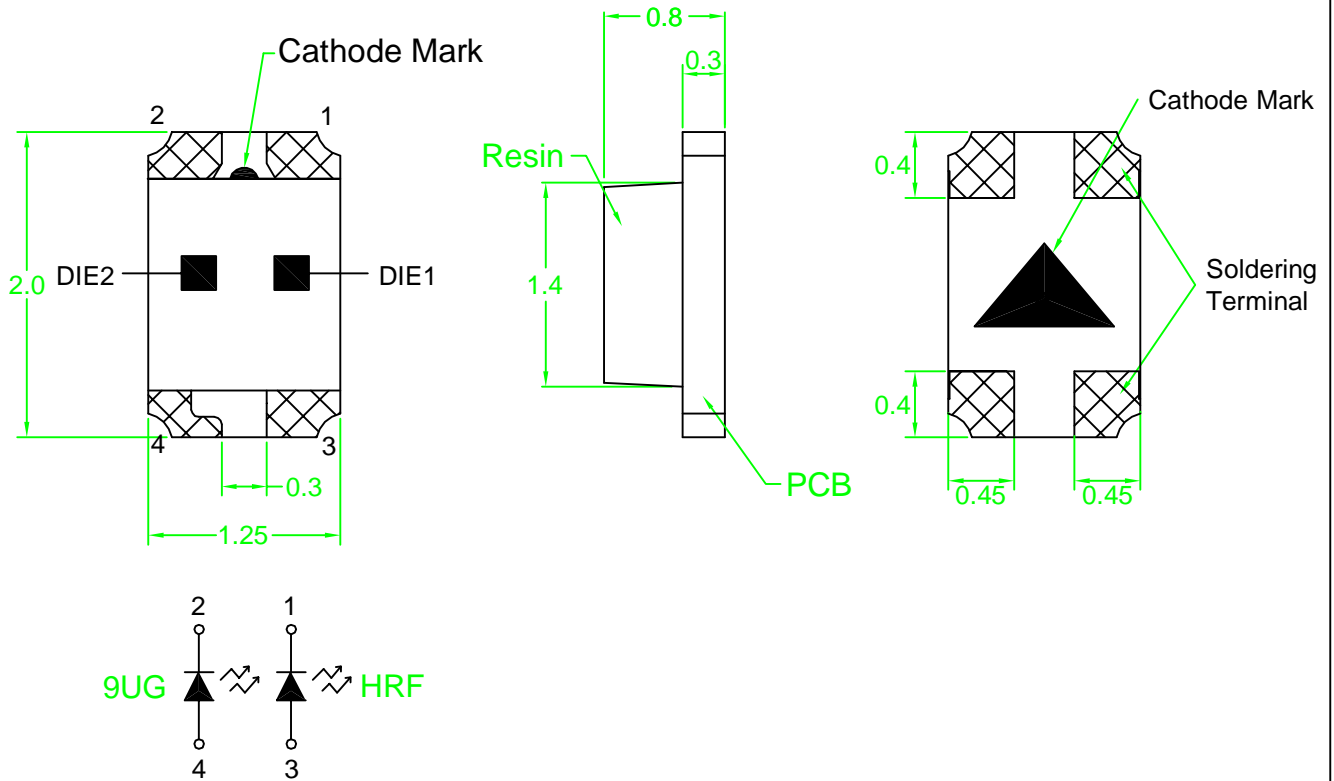 0.8
Cathode Mark
0.3
Cathode Mark
2
1
Resin
0.4
2.0
DIE2
DIE1
1.4
Soldering
Terminal
0.4
4
3
0.3
PCB
0.45
0.45
1.25
2
1
9UG
HRF
4
3